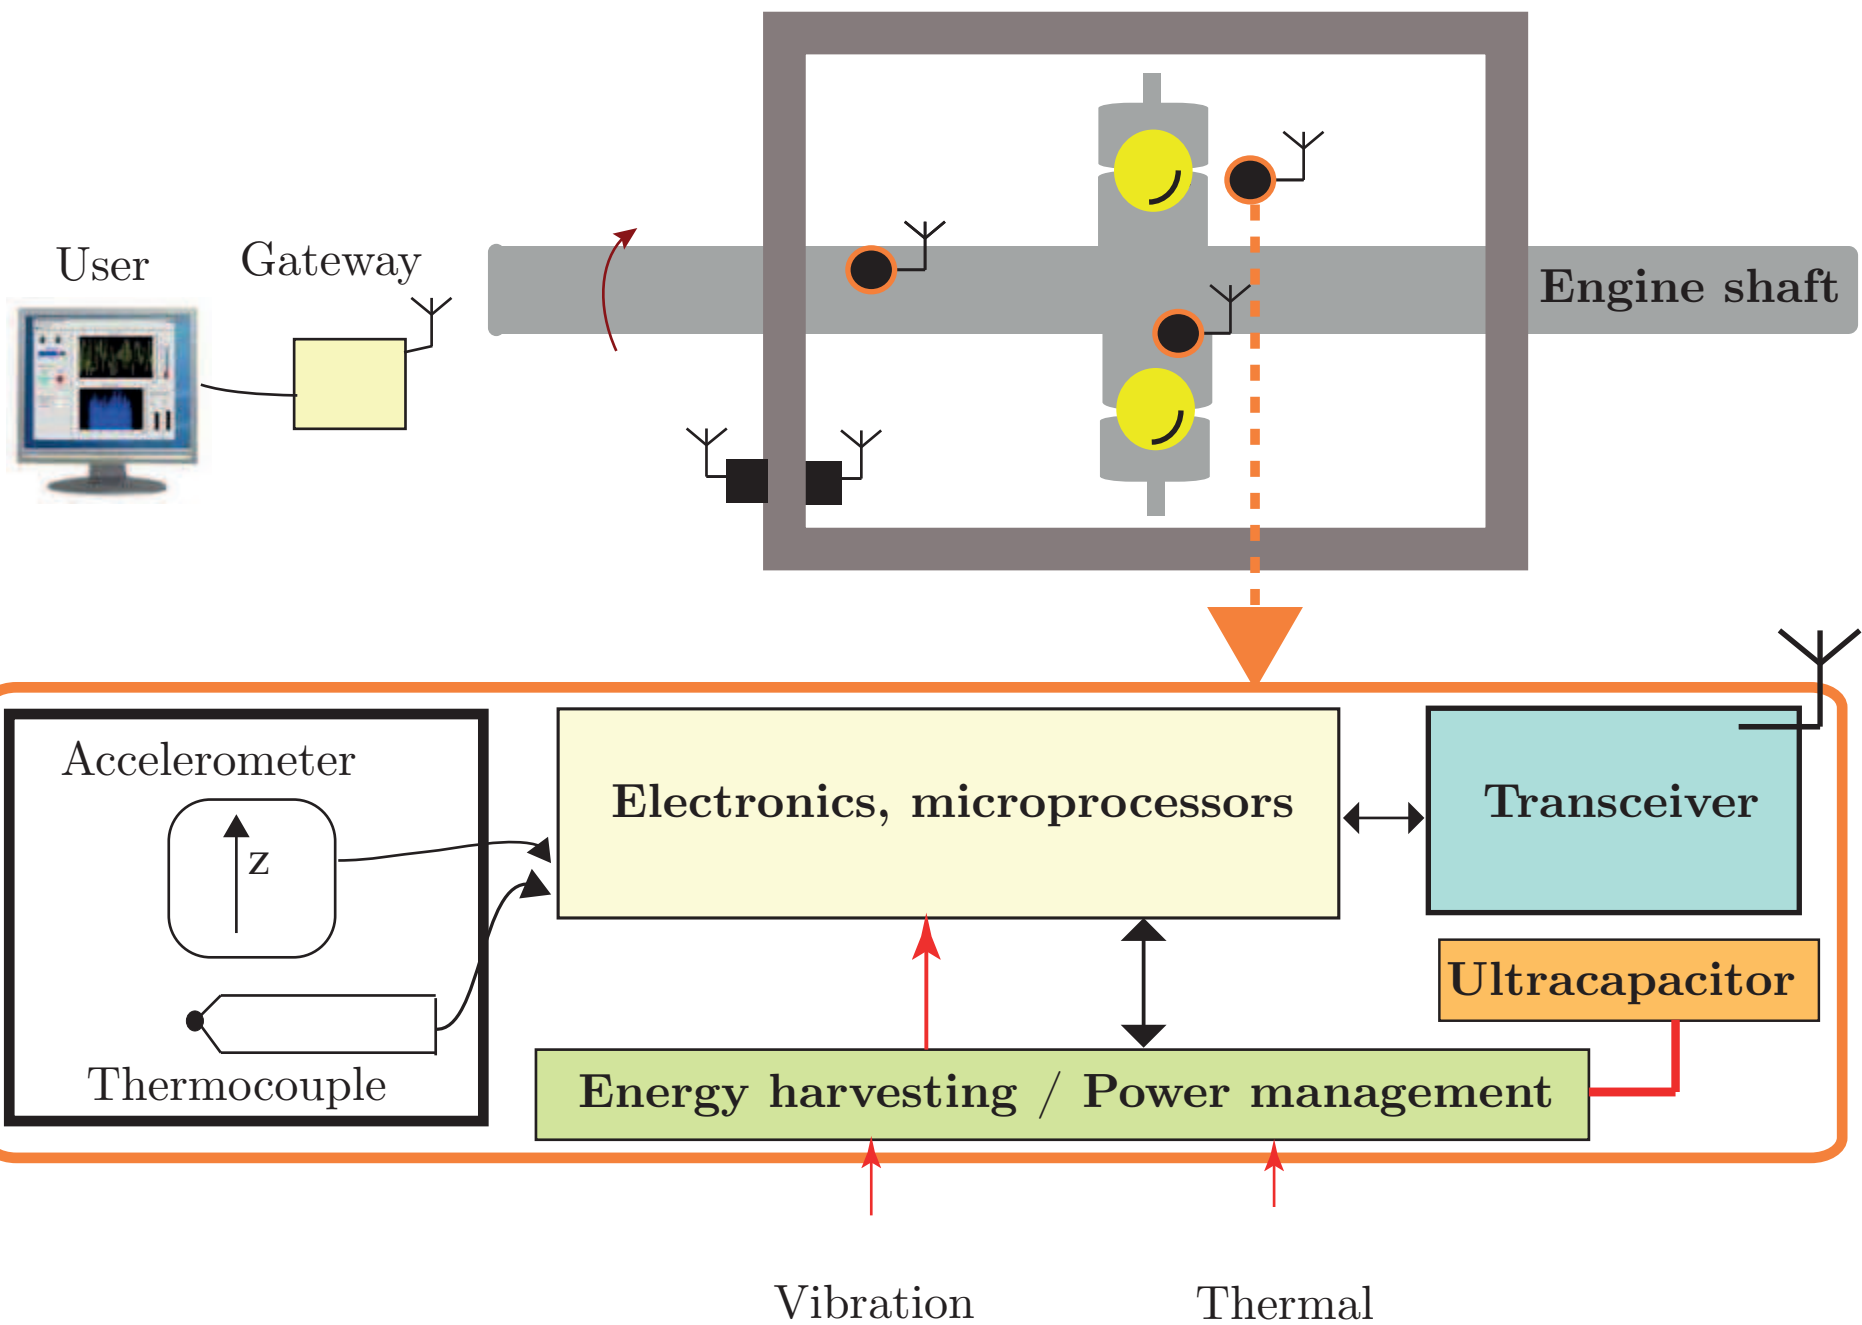 User
Gateway
Engine shaft
Accelerometer
z
Thermocouple
Electronics, microprocessors
Transceiver
Ultracapacitor
Energy harvesting / Power management
Vibration
Thermal